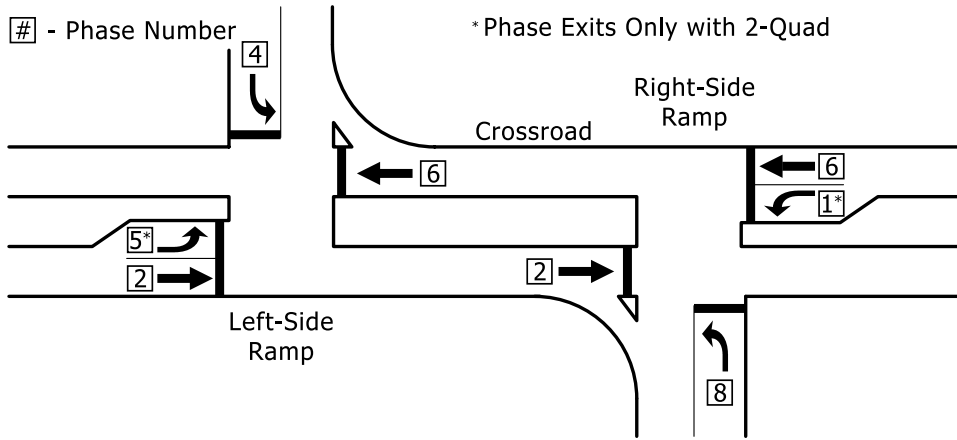 # - Phase Number
*Phase Exits Only with 2-Quad
4
Right-Side
Ramp
Crossroad
6
6
1*
5*
2
2
Left-Side
Ramp
8